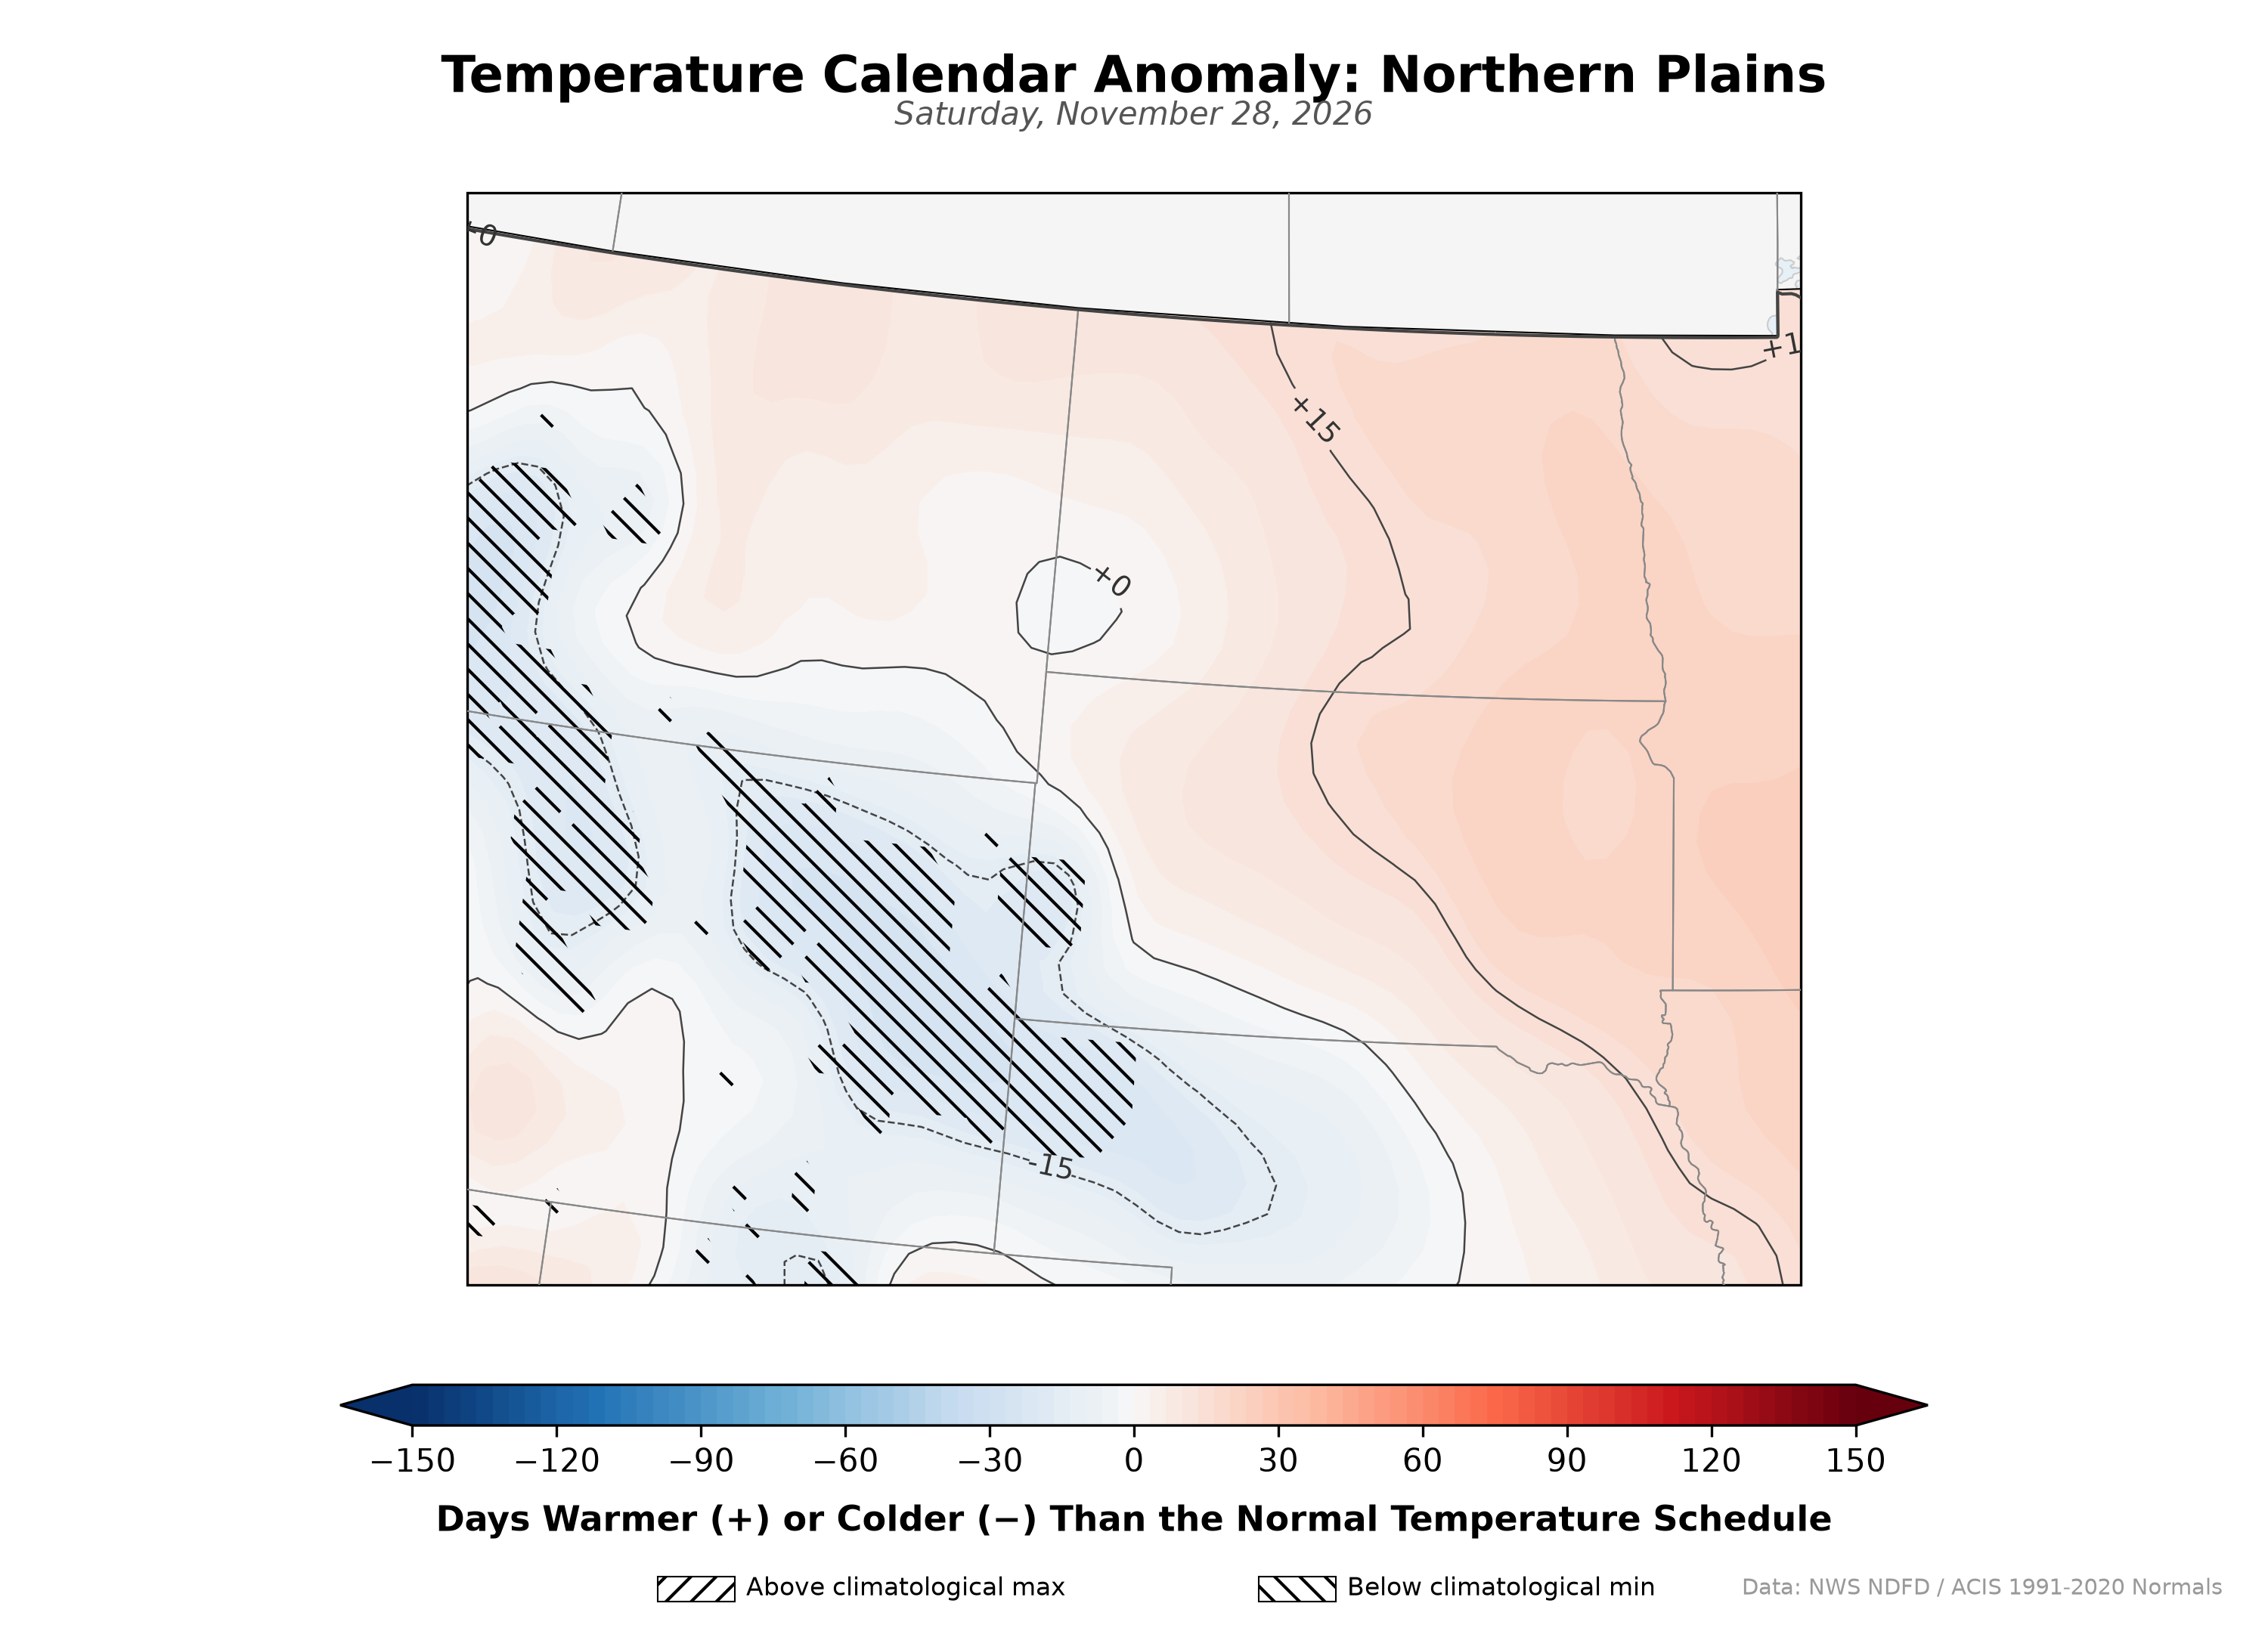 Temperature Calendar Anomaly: Northern Plains
Saturday, November 28, 2026
+15
+0
-15
−150 −120 −90 −60 −30 0 30 60 90 120 150
Days Warmer (+) or Colder (−) Than the Normal Temperature Schedule
Above climatological max
Below climatological min
Data: NWS NDFD / ACIS 1991-2020 Normals